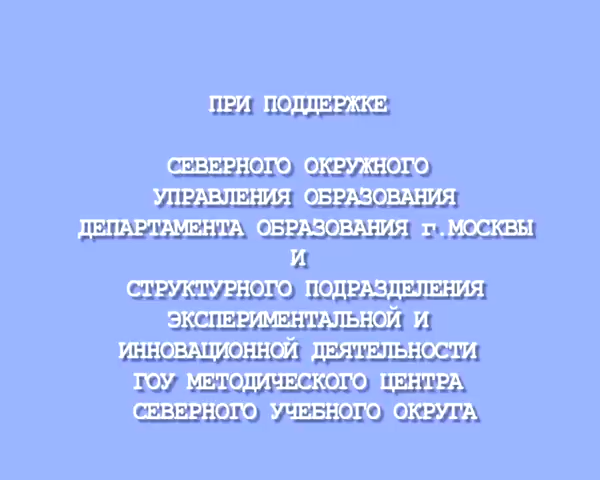 ПРИ ПОДДЕРЖКЕ
СЕВЕРНОГО ОКРУЖНОГО
УПРАВЛЕНИЯ ОБРАЗОВАНИЯ
ДЕПАРТАМЕНТА ОБРАЗОВАНИЯ г.МОСКВЫ
И
СТРУКТУРНОГО ПОДРАЗДЕЛЕНИЯ
ЭКСПЕРИМЕНТАЛЬНОЙ И
ИННОВАЦИОННОЙ ДЕЯТЕЛЬНОСТИ
ГОУ МЕТОДИЧЕСКОГО ЦЕНТРА
СЕВЕРНОГО УЧЕБНОГО ОКРУГА